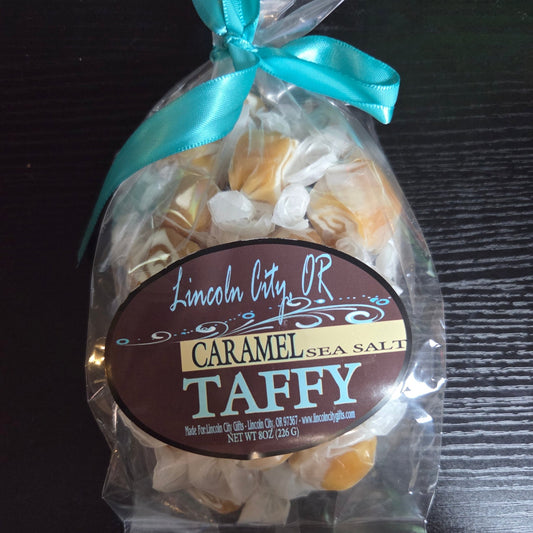 Lincoln City, OR
CARAMEL SEA SALT
TAFFY
Made For:Lincoln City Gifts - Lincoln City, OR 97367 - www.lincolncitygifts.com
NET WT 8OZ (226 G)